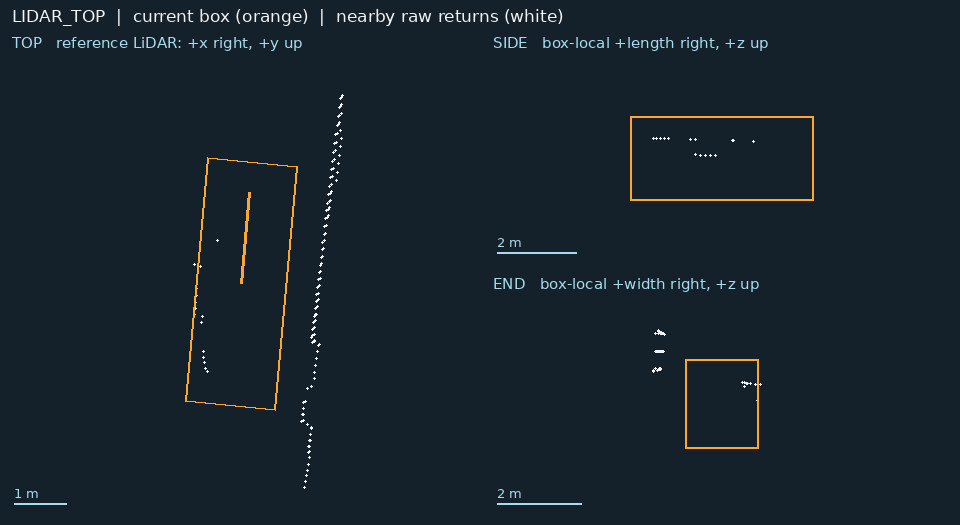 LIDAR_TOP | current box (orange) | nearby raw returns (white)
TOP reference LiDAR: +x right, +y up
SIDE box-local +length right, +z up
2 m
END box-local +width right, +z up
1 m
2 m